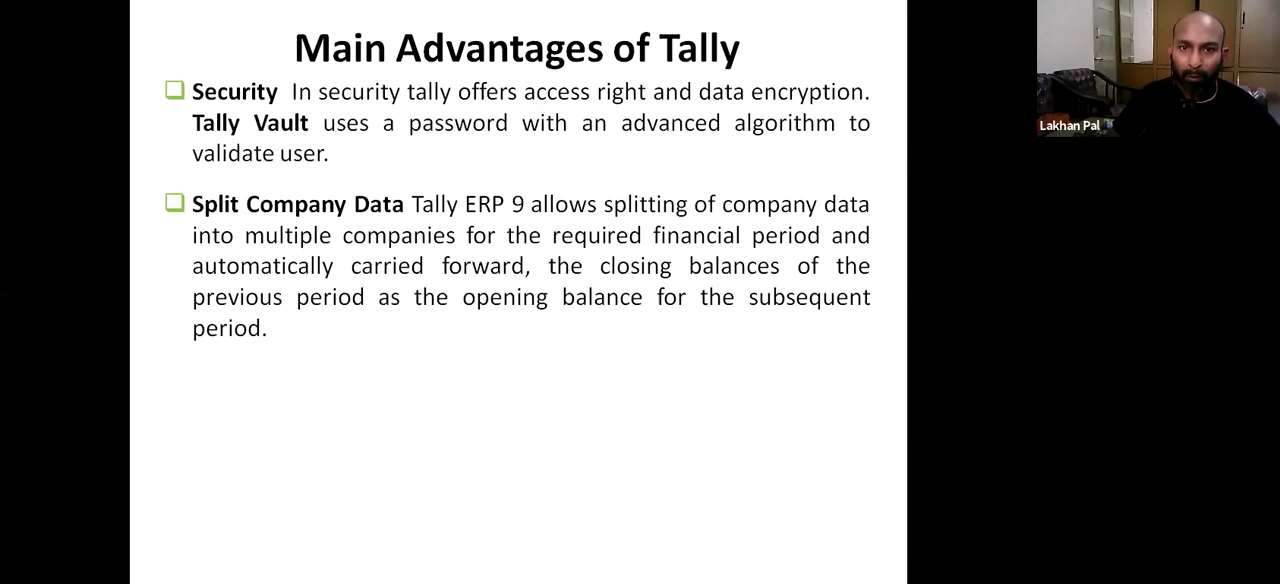 Main Advantages of Tally
Security In security tally offers access right and data encryption.
Tally Vault uses a password with an advanced algorithm to
validate user.
Split Company Data Tally ERP 9 allows splitting of company data
into multiple companies for the required financial period and
automatically carried forward, the closing balances of the
previous period as the opening balance for the subsequent
period.
Lakhan Pal